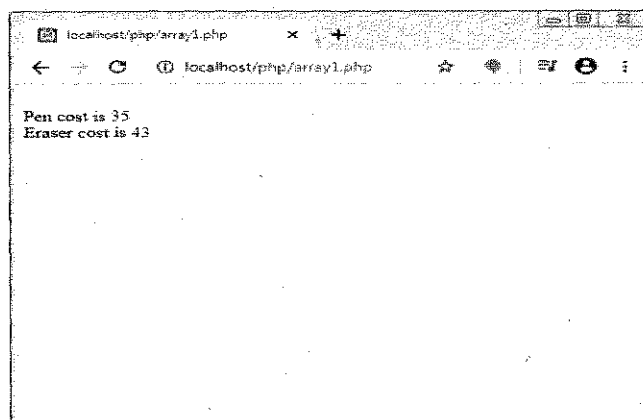 localhost/php/array1.php
localhost/php/array1.php
Pen cost is 35
Eraser cost is 43